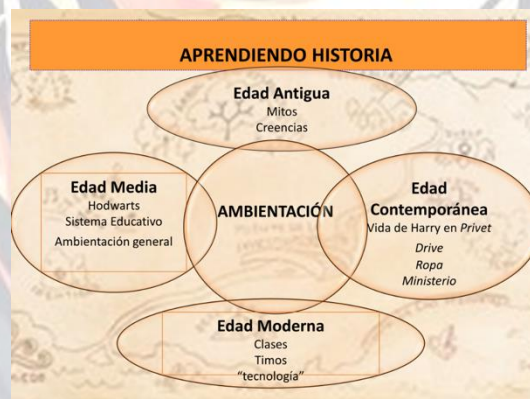 APRENDIENDO HISTORIA
Edad Antigua
Mitos
Creencias
Edad Media
Hodwarts
Sistema Educativo
Ambientación general
AMBIENTACIÓN
Edad
Contemporánea
Vida de Harry en Privet
Drive
Ropa
Ministerio
Edad Moderna
Clases
Timos
“tecnología”